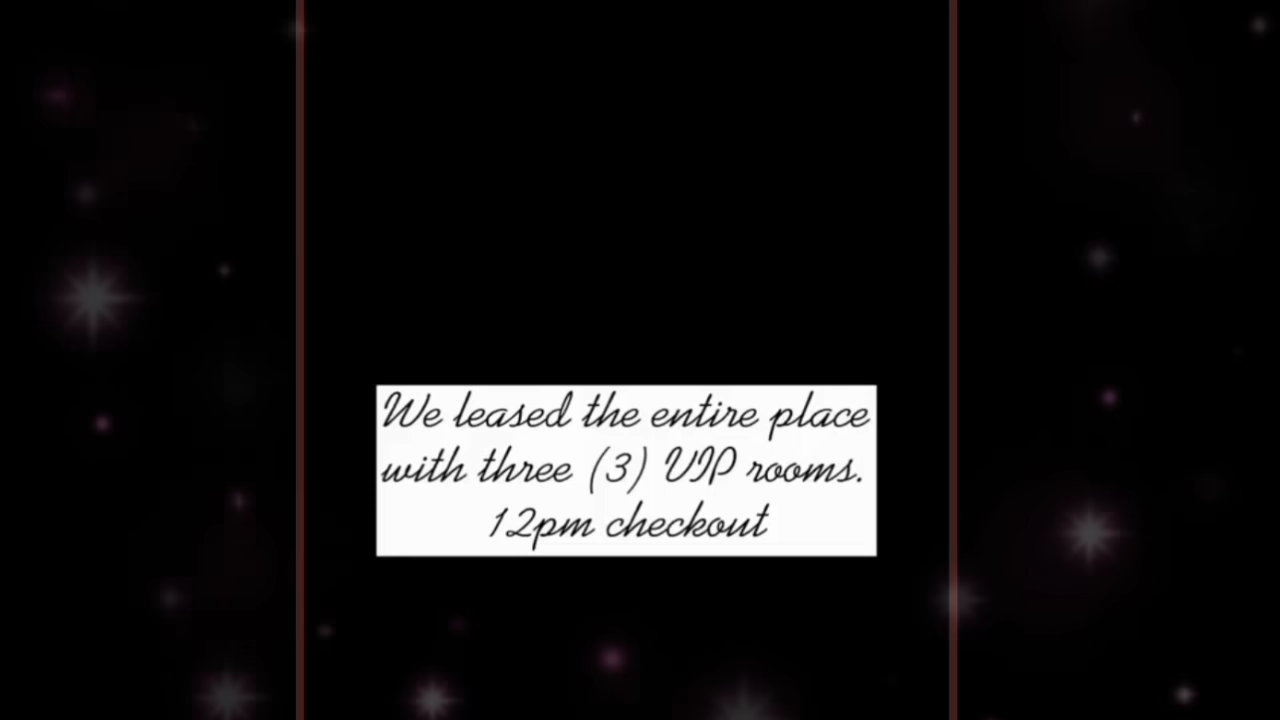 We leased the entire place
with three (3) VIP rooms.
12pm checkout